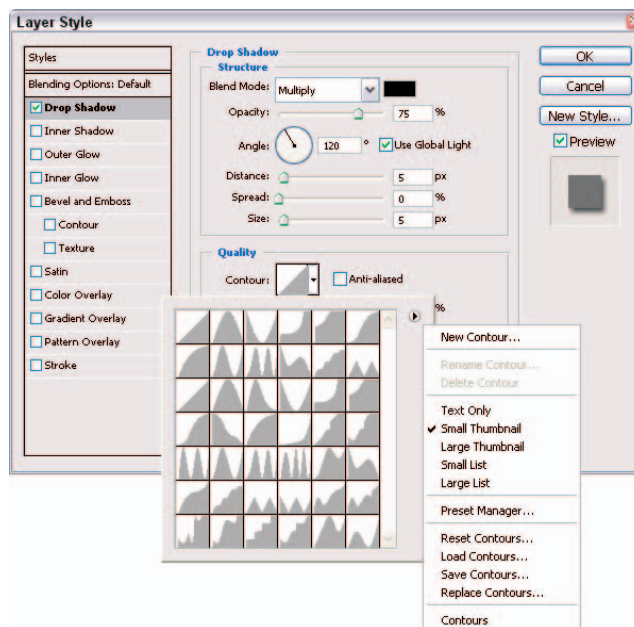 Layer Style
Styles
Blending Options: Default
Drop Shadow
Inner Shadow
Outer Glow
Inner Glow
Bevel and Emboss
Contour
Texture
Satin
Color Overlay
Gradient Overlay
Pattern Overlay
Stroke
Drop Shadow
Structure
Blend Mode: Multiply
Opacity: 75 %
Angle: 120 ° Use Global Light
Distance: 5 px
Spread: 0 %
Size: 5 px
Quality
Contour: Anti-aliased
%
OK
Cancel
New Style...
Preview
New Contour...
Rename Contour...
Delete Contour
Text Only
Small Thumbnail
Large Thumbnail
Small List
Large List
Preset Manager...
Reset Contours...
Load Contours...
Save Contours...
Replace Contours...
Contours